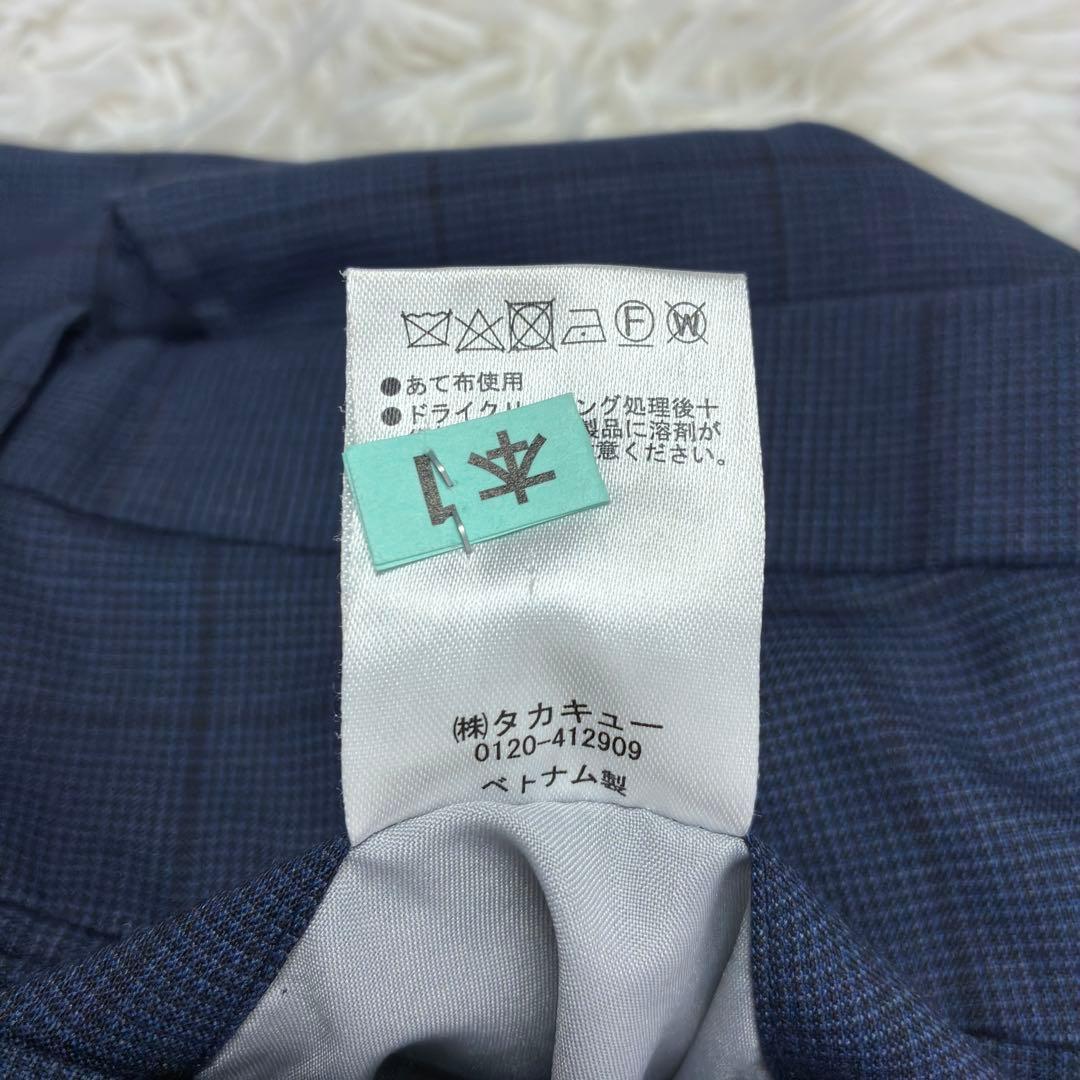 F W
●あて布使用
●ドライクリ ング処理後十
製品に溶剤が
意ください。
本1
㈱タカキュー
0120-412909
ベトナム製